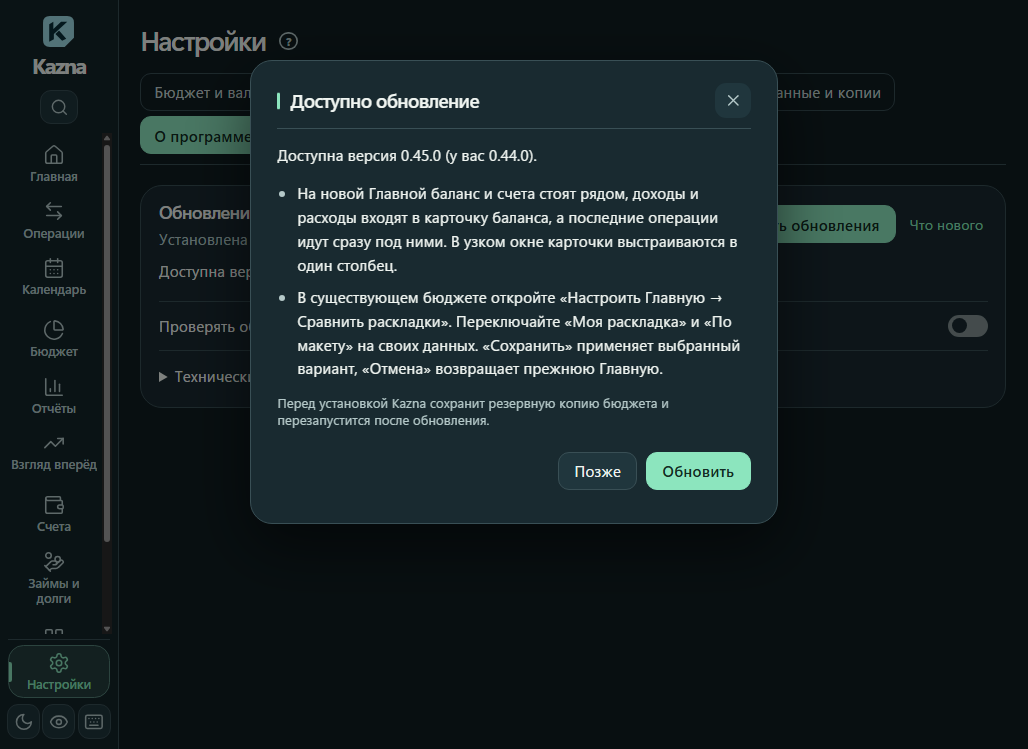 Kazna
Главная
Операции
Календарь
Бюджет
Отчёты
Взгляд вперёд
Счета
Займы и
долги
Настройки
Настройки ?
Бюджет и вал
анные и копии
О программе
Обновлени
Установлена
Доступна вер
ь обновления
Что нового
Проверять о
Техническ
Доступно обновление
Доступна версия 0.45.0 (у вас 0.44.0).
• На новой Главной баланс и счета стоят рядом, доходы и
расходы входят в карточку баланса, а последние операции
идут сразу под ними. В узком окне карточки выстраиваются в
один столбец.
• В существующем бюджете откройте «Настроить Главную →
Сравнить раскладки». Переключайте «Моя раскладка» и «По
макету» на своих данных. «Сохранить» применяет выбранный
вариант, «Отмена» возвращает прежнюю Главную.
Перед установкой Kazna сохранит резервную копию бюджета и
перезапустится после обновления.
Позже
Обновить